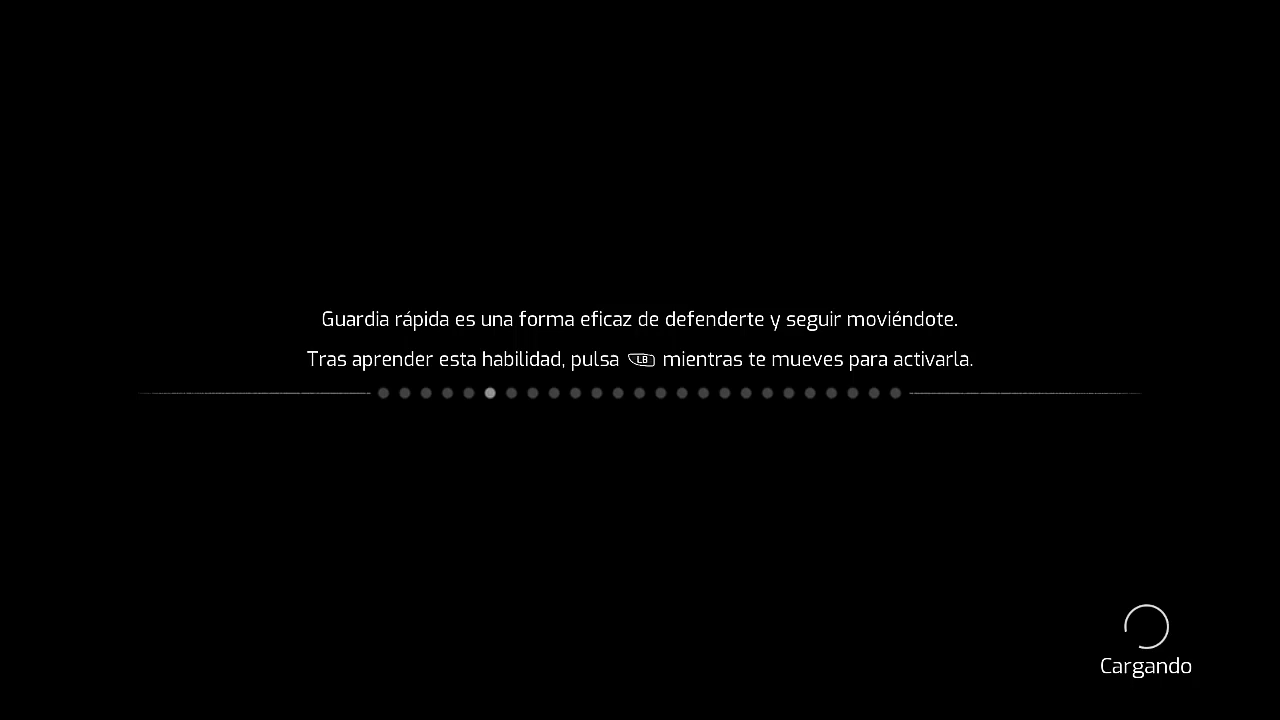 Guardia rápida es una forma eficaz de defenderte y seguir moviéndote.
Tras aprender esta habilidad, pulsa LB mientras te mueves para activarla.
Cargando